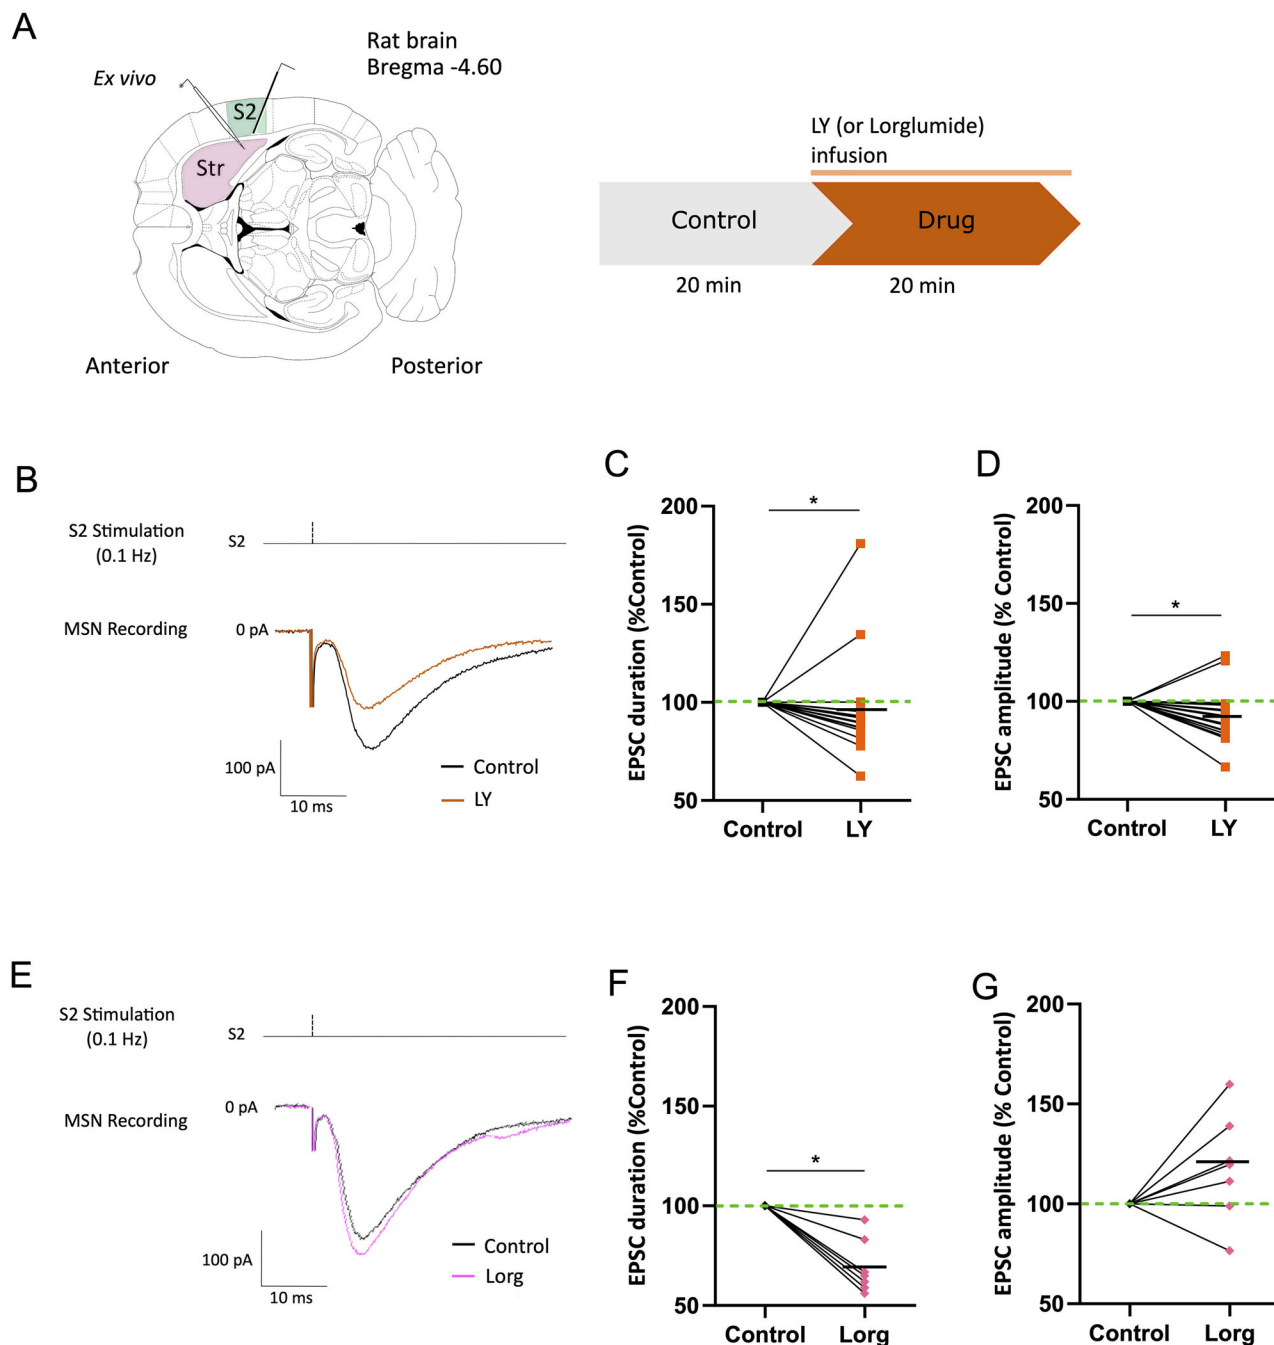 A
Rat brain
Bregma -4.60
Ex vivo
S2
Str
Anterior
Posterior
LY (or Lorglumide)
infusion
Control
Drug
20 min
20 min
B
S2 Stimulation
(0.1 Hz)
S2
MSN Recording
0 pA
100 pA
10 ms
Control
LY
C
EPSC duration (%Control)
200
150
100
50
*
Control
LY
D
EPSC amplitude (% Control)
200
150
100
50
*
Control
LY
E
S2 Stimulation
(0.1 Hz)
S2
MSN Recording
0 pA
100 pA
10 ms
Control
Lorg
F
EPSC duration (%Control)
200
150
100
50
*
Control
Lorg
G
EPSC amplitude (% Control)
200
150
100
50
Control
Lorg